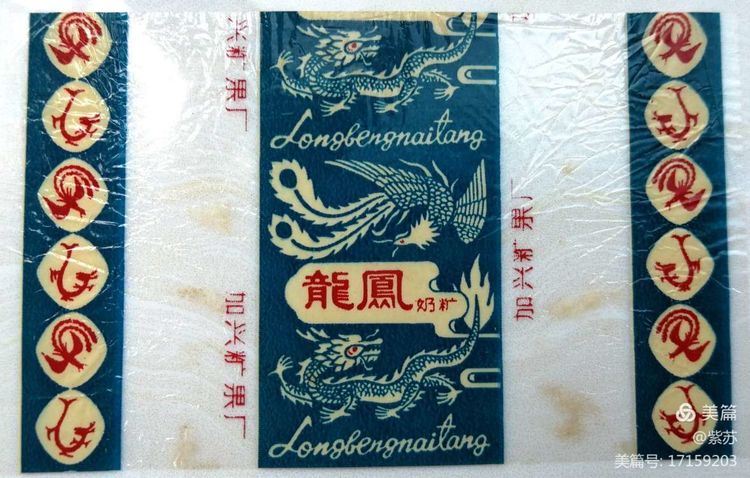 加兴糖果厂
加兴糖果厂
Longbengnaitang
龍鳳奶糖
Longbengnaitang
加兴糖果厂
加兴糖果厂
美篇
@紫苏
美篇号: 17159203